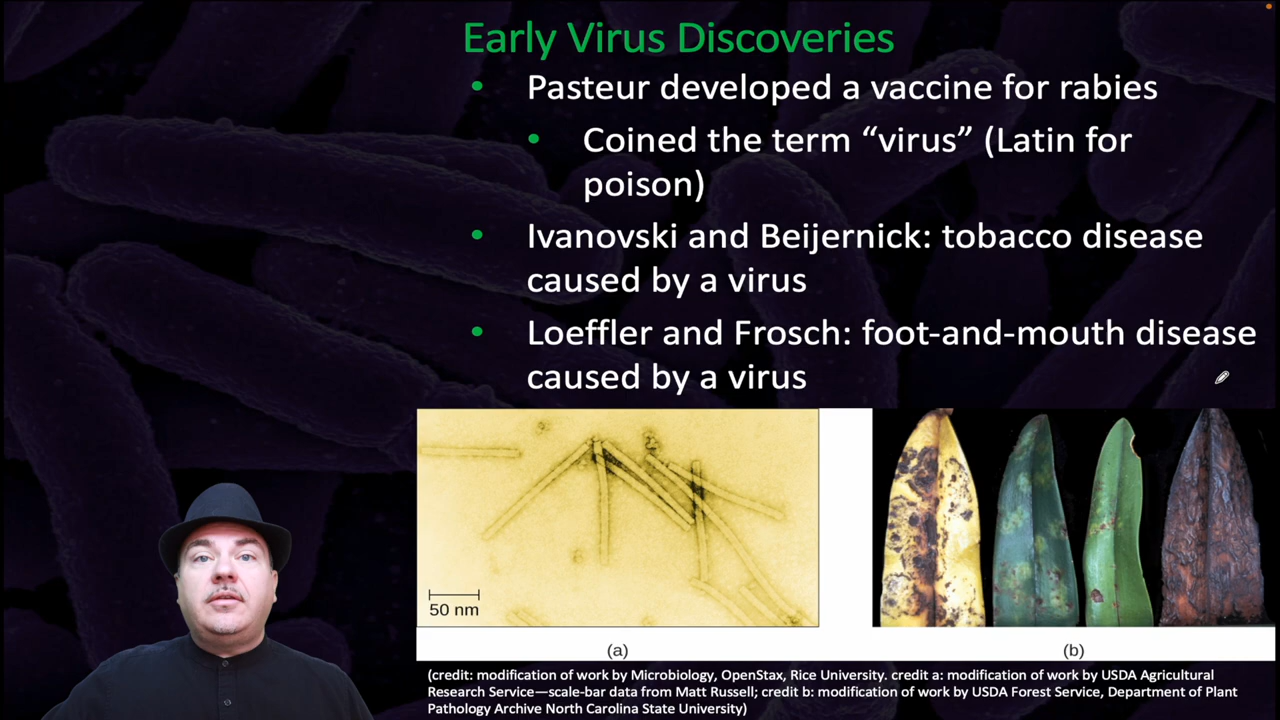 Early Virus Discoveries
• Pasteur developed a vaccine for rabies
• Coined the term “virus” (Latin for
poison)
• Ivanovski and Beijernick: tobacco disease
caused by a virus
• Loeffler and Frosch: foot-and-mouth disease
caused by a virus
50 nm
(a)
(b)
(credit: modification of work by Microbiology, OpenStax, Rice University. credit a: modification of work by USDA Agricultural
Research Service—scale-bar data from Matt Russell; credit b: modification of work by USDA Forest Service, Department of Plant
Pathology Archive North Carolina State University)